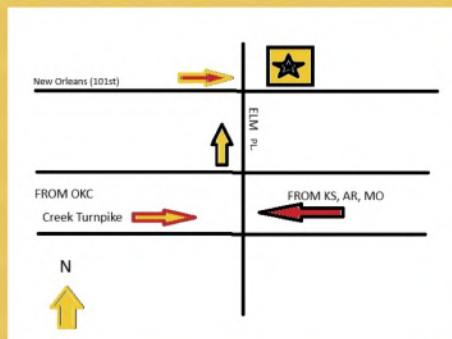 New Orleans (101st)
ELM PL.
FROM OKC
FROM KS, AR, MO
Creek Turnpike
N